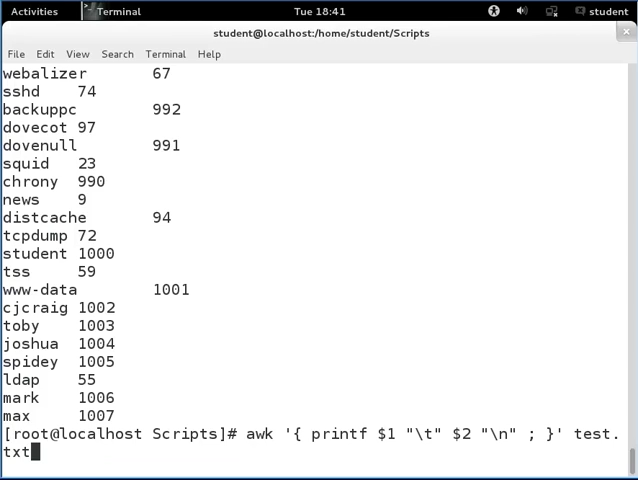 Activities Terminal Tue 18:41 student
student@localhost:/home/student/Scripts
File Edit View Search Terminal Help
webalizer 67
sshd 74
backuppc 992
dovecot 97
dovenull 991
squid 23
chrony 990
news 9
distcache 94
tcpdump 72
student 1000
tss 59
www-data 1001
cjcraig 1002
toby 1003
joshua 1004
spidey 1005
ldap 55
mark 1006
max 1007
[root@localhost Scripts]# awk '{ printf $1 "\t" $2 "\n" ; }' test.
txt